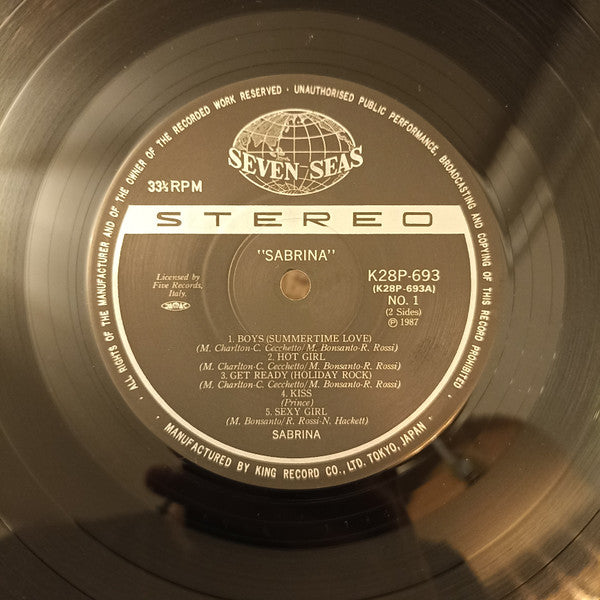 ALL RIGHTS OF THE MANUFACTURER AND OF THE OWNER OF THE RECORDED WORK RESERVED · UNAUTHORISED PUBLIC PERFORMANCE, BROADCASTING AND COPYING OF THIS RECORD PROHIBITED
SEVEN SEAS
33⅓RPM
STEREO
"SABRINA"
Licensed by
Five Records,
Italy.
K28P-693
(K28P-693A)
NO. 1
(2 Sides)
Ⓟ 1987
1. BOYS (SUMMERTIME LOVE)
(M. Charlton-C. Cecchetto/M. Bonsanto-R. Rossi)
2. HOT GIRL
(M. Charlton-C. Cecchetto/M. Bonsanto-R. Rossi)
3. GET READY (HOLIDAY ROCK)
(M. Charlton-C. Cecchetto/M. Bonsanto-R. Rossi)
4. KISS
(Prince)
5. SEXY GIRL
(M. Bonsanto/R. Rossi-N. Hackett)
SABRINA
· MANUFACTURED BY KING RECORD CO., LTD. TOKYO, JAPAN ·